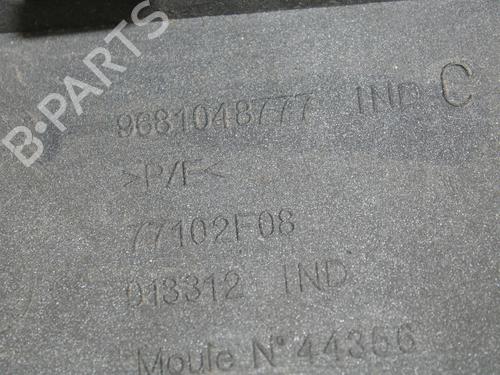 B·PARTS
9681048777 IND C
>P/F<
77102F08
013312 IND
Moule N° 44366